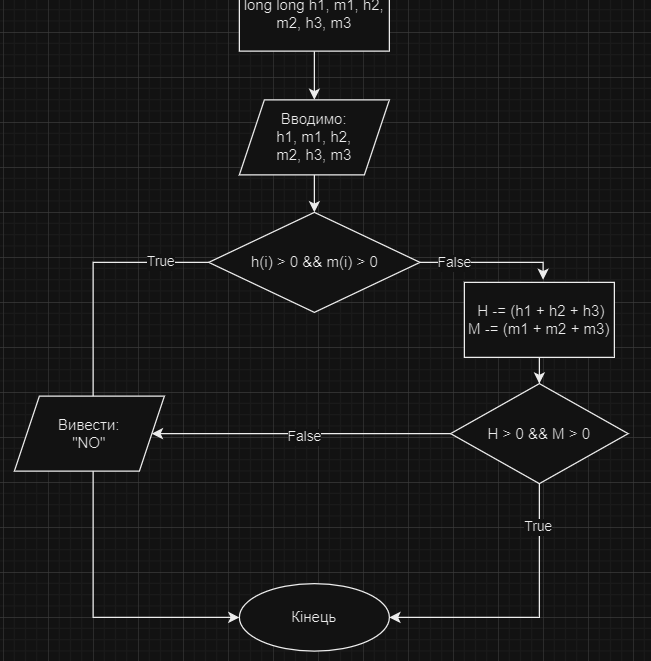 long long h1, m1, h2,
m2, h3, m3
Вводимо:
h1, m1, h2,
m2, h3, m3
h(i) > 0 && m(i) > 0
True
False
H -= (h1 + h2 + h3)
M -= (m1 + m2 + m3)
Вивести:
"NO"
False
H > 0 && M > 0
True
Кінець